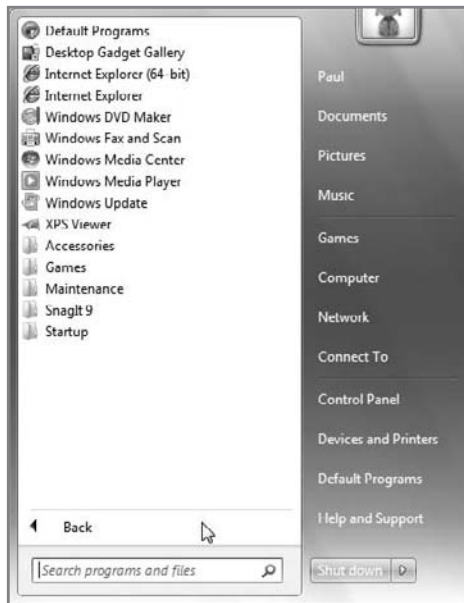 Default Programs
Desktop Gadget Gallery
Internet Explorer (64-bit)
Internet Explorer
Windows DVD Maker
Windows Fax and Scan
Windows Media Center
Windows Media Player
Windows Update
XPS Viewer
Accessories
Games
Maintenance
SnagIt 9
Startup
Back
Search programs and files
Paul
Documents
Pictures
Music
Games
Computer
Network
Connect To
Control Panel
Devices and Printers
Default Programs
Help and Support
Shut down